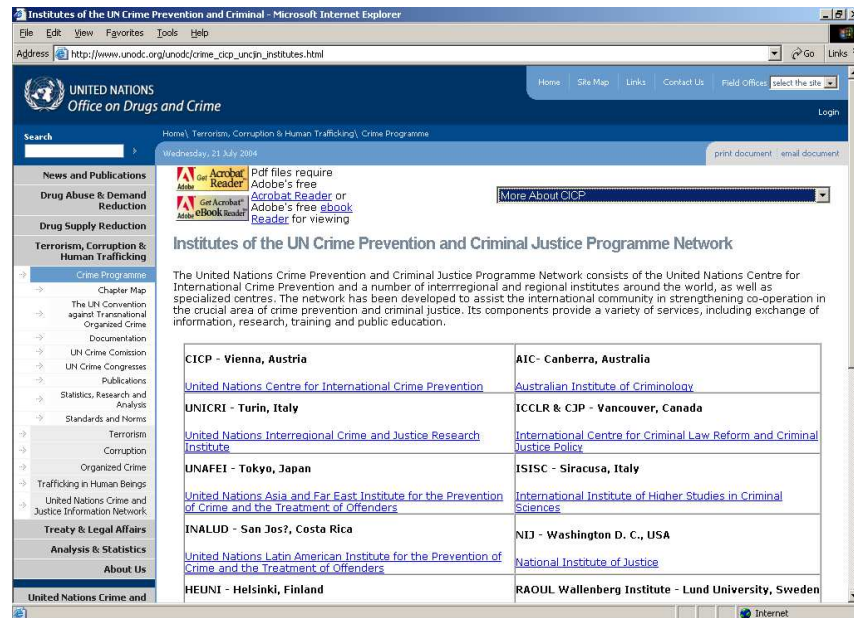 Institutes of the UN Crime Prevention and Criminal - Microsoft Internet Explorer
File Edit View Favorites Tools Help
Address http://www.unodc.org/unodc/crime_cicp_uncjin_institutes.html Go Links
UNITED NATIONS
Office on Drugs and Crime
Home Site Map Links Contact Us Field Offices select the site
Login
Search
Home\ Terrorism, Corruption & Human Trafficking\ Crime Programme
Wednesday, 21 July 2004
print document email document
News and Publications
Drug Abuse & Demand
Reduction
Drug Supply Reduction
Terrorism, Corruption &
Human Trafficking
Crime Programme
Chapter Map
The UN Convention
against Transnational
Organized Crime
Documentation
UN Crime Comission
UN Crime Congresses
Publications
Statistics, Research and
Analysis
Standards and Norms
Terrorism
Corruption
Organized Crime
Trafficking in Human Beings
United Nations Crime and
Justice Information Network
Treaty & Legal Affairs
Analysis & Statistics
About Us
United Nations Crime and
Get Acrobat
Reader
Adobe
Get Acrobat
eBook Reader
Adobe
Pdf files require
Adobe's free
Acrobat Reader or
Adobe's free ebook
Reader for viewing
More About CICP
Institutes of the UN Crime Prevention and Criminal Justice Programme Network
The United Nations Crime Prevention and Criminal Justice Programme Network consists of the United Nations Centre for
International Crime Prevention and a number of interrregional and regional institutes around the world, as well as
specialized centres. The network has been developed to assist the international community in strengthening co-operation in
the crucial area of crime prevention and criminal justice. Its components provide a variety of services, including exchange of
information, research, training and public education.
CICP - Vienna, Austria
United Nations Centre for International Crime Prevention
AIC- Canberra, Australia
Australian Institute of Criminology
UNICRI - Turin, Italy
United Nations Interregional Crime and Justice Research
Institute
ICCLR & CJP - Vancouver, Canada
International Centre for Criminal Law Reform and Criminal
Justice Policy
UNAFEI - Tokyo, Japan
United Nations Asia and Far East Institute for the Prevention
of Crime and the Treatment of Offenders
ISISC - Siracusa, Italy
International Institute of Higher Studies in Criminal
Sciences
INALUD - San Jos?, Costa Rica
United Nations Latin American Institute for the Prevention of
Crime and the Treatment of Offenders
NIJ - Washington D. C., USA
National Institute of Justice
HEUNI - Helsinki, Finland
RAOUL Wallenberg Institute - Lund University, Sweden
Internet